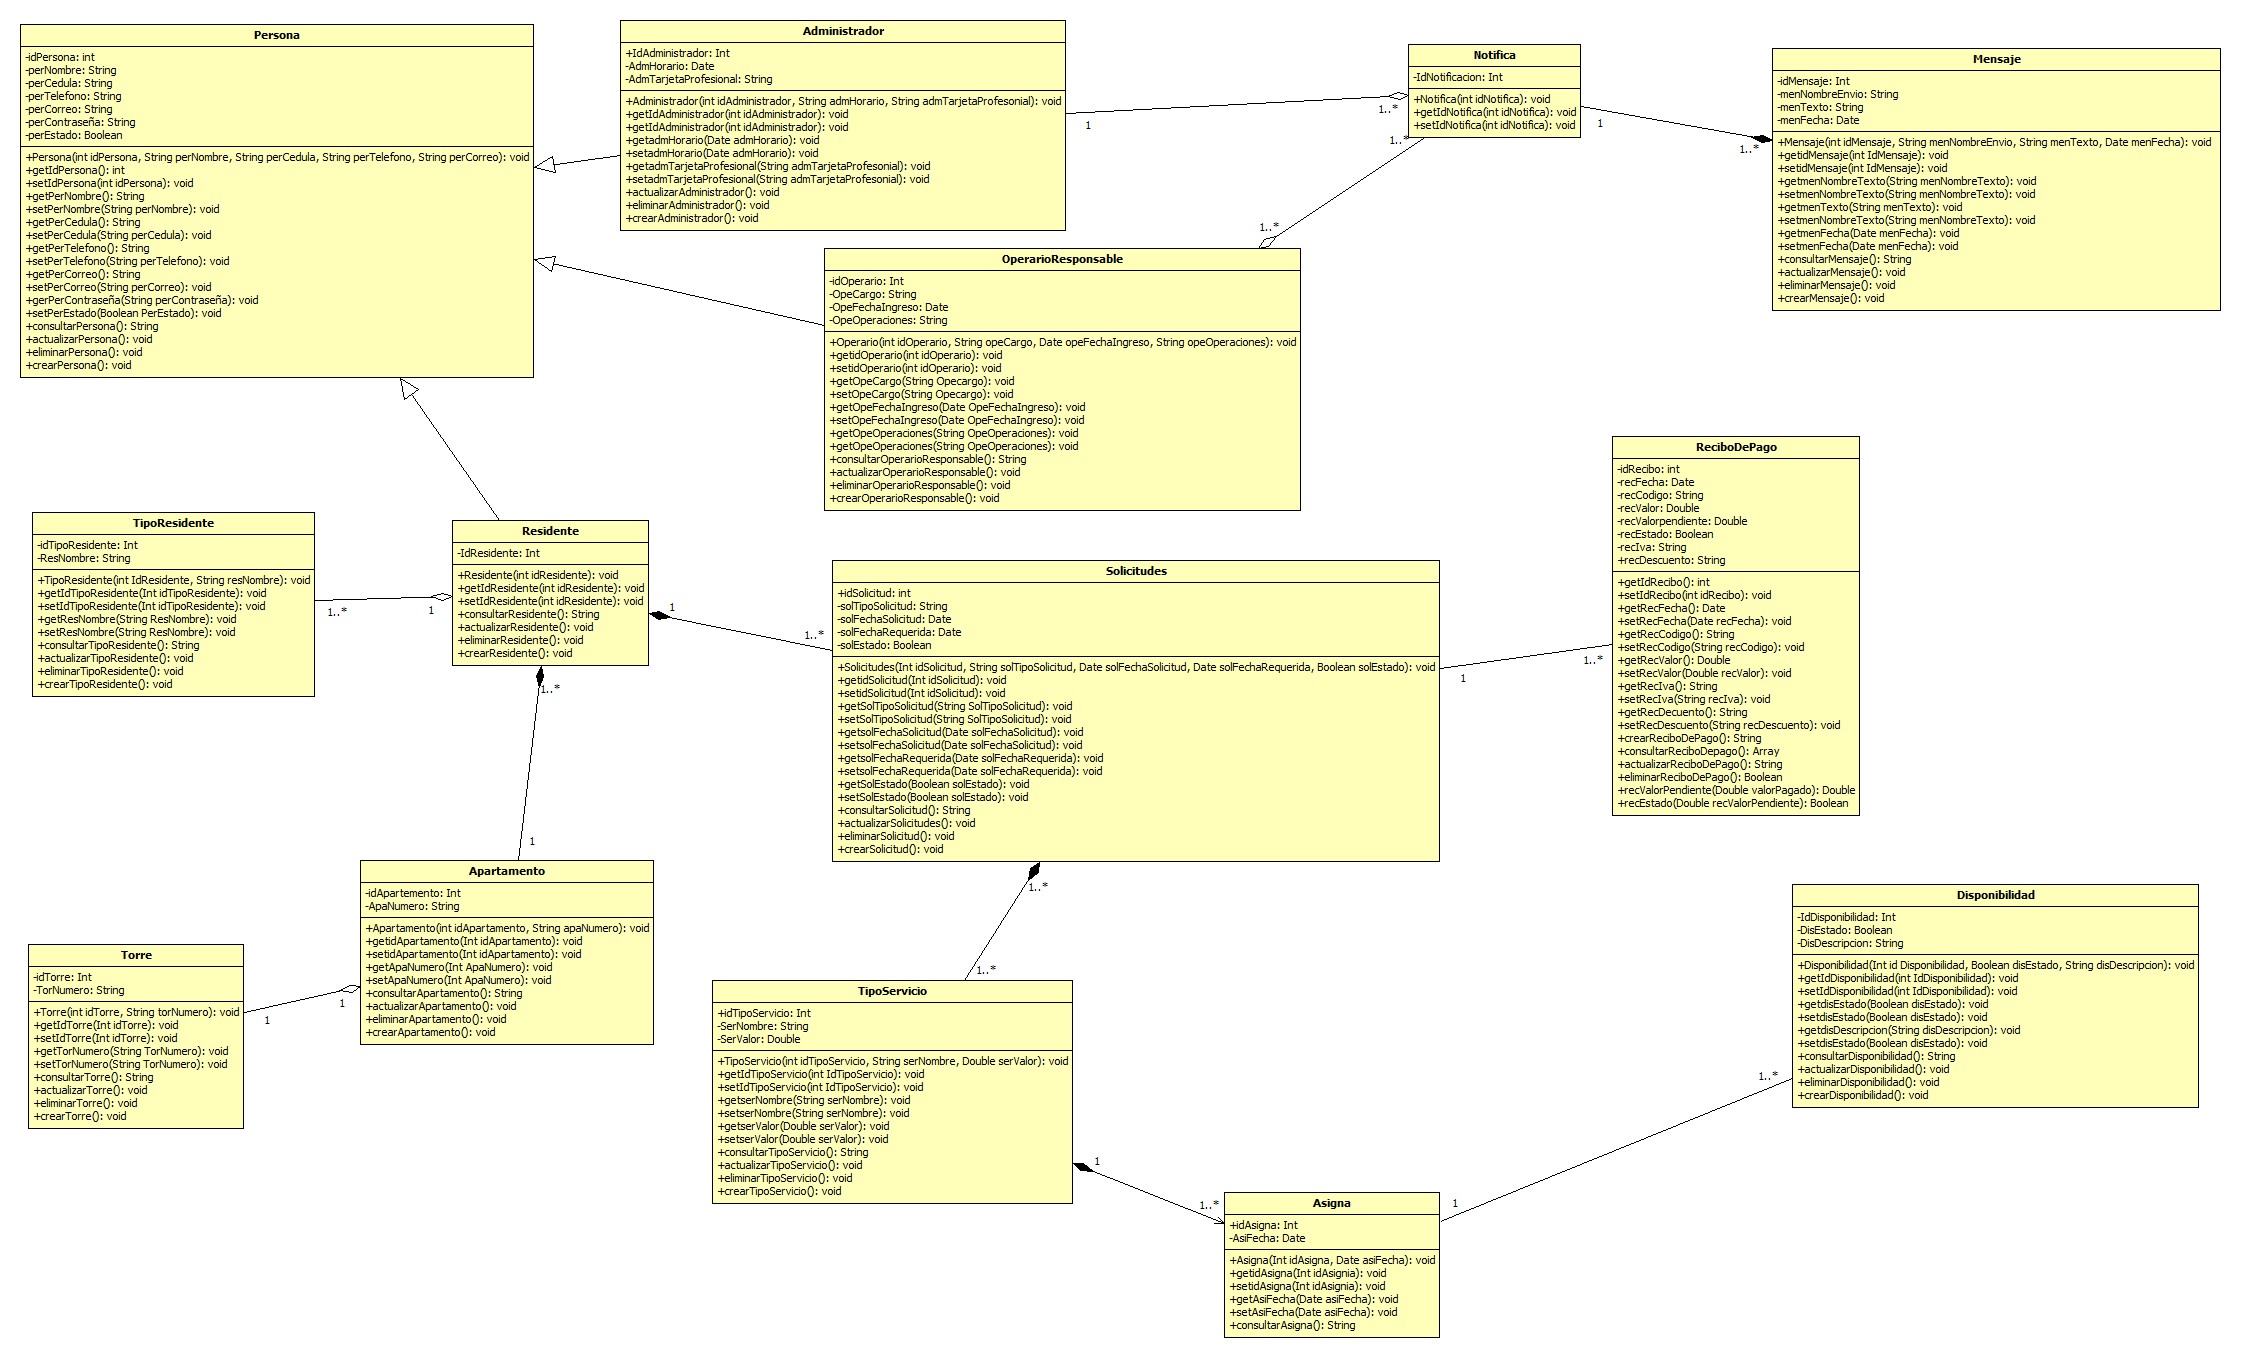 Persona
-idPersona: int
-perNombre: String
-perCedula: String
-perTelefono: String
-perCorreo: String
-perContraseña: String
-perEstado: Boolean
+Persona(int idPersona, String perNombre, String perCedula, String perTelefono, String perCorreo): void
+getIdPersona(): int
+setIdPersona(int idPersona): void
+getPerNombre(): String
+setPerNombre(String perNombre): void
+getPerCedula(): String
+setPerCedula(String perCedula): void
+getPerTelefono(): String
+setPerTelefono(String perTelefono): void
+getPerCorreo(): String
+setPerCorreo(String perCorreo): void
+gerPerContraseña(String perContraseña): void
+setPerEstado(Boolean PerEstado): void
+consultarPersona(): String
+actualizarPersona(): void
+eliminarPersona(): void
+crearPersona(): void
Administrador
+IdAdministrador: Int
-AdmHorario: Date
-AdmTarjetaProfesional: String
+Administrador(int idAdministrador, String admHorario, String admTarjetaProfesonial): void
+getIdAdministrador(int idAdministrador): void
+getIdAdministrador(int idAdministrador): void
+getadmHorario(Date admHorario): void
+setadmHorario(Date admHorario): void
+getadmTarjetaProfesional(String admTarjetaProfesonial): void
+setadmTarjetaProfesional(String admTarjetaProfesonial): void
+actualizarAdministrador(): void
+eliminarAdministrador(): void
+crearAdministrador(): void
1
1..*
Notifica
-IdNotificacion: Int
+Notifica(int idNotifica): void
+getIdNotifica(int idNotifica): void
+setIdNotifica(int idNotifica): void
1
1..*
1..*
1..*
Mensaje
-idMensaje: Int
-menNombreEnvio: String
-menTexto: String
-menFecha: Date
+Mensaje(int idMensaje, String menNombreEnvio, String menTexto, Date menFecha): void
+getidMensaje(int IdMensaje): void
+setidMensaje(int IdMensaje): void
+getmenNombreTexto(String menNombreTexto): void
+setmenNombreTexto(String menNombreTexto): void
+getmenTexto(String menTexto): void
+setmenNombreTexto(String menNombreTexto): void
+getmenFecha(Date menFecha): void
+setmenFecha(Date menFecha): void
+consultarMensaje(): String
+actualizarMensaje(): void
+eliminarMensaje(): void
+crearMensaje(): void
OperarioResponsable
-idOperario: Int
-OpeCargo: String
-OpeFechaIngreso: Date
-OpeOperaciones: String
+Operario(int idOperario, String opeCargo, Date opeFechaIngreso, String opeOperaciones): void
+getidOperario(int idOperario): void
+setidOperario(int idOperario): void
+getOpeCargo(String Opecargo): void
+setOpeCargo(String Opecargo): void
+getOpeFechaIngreso(Date OpeFechaIngreso): void
+setOpeFechaIngreso(Date OpeFechaIngreso): void
+getOpeOperaciones(String OpeOperaciones): void
+getOpeOperaciones(String OpeOperaciones): void
+consultarOperarioResponsable(): String
+actualizarOperarioResponsable(): void
+eliminarOperarioResponsable(): void
+crearOperarioResponsable(): void
TipoResidente
-idTipoResidente: Int
-ResNombre: String
+TipoResidente(int IdResidente, String resNombre): void
+getIdTipoResidente(Int idTipoResidente): void
+setIdTipoResidente(Int idTipoResidente): void
+getResNombre(String ResNombre): void
+setResNombre(String ResNombre): void
+consultarTipoResidente(): String
+actualizarTipoResidente(): void
+eliminarTipoResidente(): void
+crearTipoResidente(): void
1..*
1
Residente
-IdResidente: Int
+Residente(int idResidente): void
+getIdResidente(int idResidente): void
+setIdResidente(int idResidente): void
+consultarResidente(): String
+actualizarResidente(): void
+eliminarResidente(): void
+crearResidente(): void
1
1..*
1..*
1
Solicitudes
+idSolicitud: int
-solTipoSolicitud: String
-solFechaSolicitud: Date
-solFechaRequerida: Date
-solEstado: Boolean
+Solicitudes(Int idSolicitud, String solTipoSolicitud, Date solFechaSolicitud, Date solFechaRequerida, Boolean solEstado): void
+getidSolicitud(Int idSolicitud): void
+setidSolicitud(Int idSolicitud): void
+getSolTipoSolicitud(String SolTipoSolicitud): void
+setSolTipoSolicitud(String SolTipoSolicitud): void
+getsolFechaSolicitud(Date solFechaSolicitud): void
+setsolFechaSolicitud(Date solFechaSolicitud): void
+getsolFechaRequerida(Date solFechaRequerida): void
+setsolFechaRequerida(Date solFechaRequerida): void
+getSolEstado(Boolean solEstado): void
+setSolEstado(Boolean solEstado): void
+consultarSolicitud(): String
+actualizarSolicitudes(): void
+eliminarSolicitud(): void
+crearSolicitud(): void
1
1..*
1..*
1..*
ReciboDePago
-idRecibo: int
-recFecha: Date
-recCodigo: String
-recValor: Double
-recValorpendiente: Double
-recEstado: Boolean
-recIva: String
+recDescuento: String
+getIdRecibo(): int
+setIdRecibo(int idRecibo): void
+getRecFecha(): Date
+setRecFecha(Date recFecha): void
+getRecCodigo(): String
+setRecCodigo(String recCodigo): void
+getRecValor(): Double
+setRecValor(Double recValor): void
+getRecIva(): String
+setRecIva(String recIva): void
+getRecDecuento(): String
+setRecDescuento(String recDescuento): void
+crearReciboDePago(): String
+consultarReciboDepago(): Array
+actualizarReciboDePago(): String
+eliminarReciboDePago(): Boolean
+recValorPendiente(Double valorPagado): Double
+recEstado(Double recValorPendiente): Boolean
Apartamento
-idApartemento: Int
-ApaNumero: String
+Apartamento(int idApartamento, String apaNumero): void
+getidApartamento(Int idApartamento): void
+setidApartamento(Int idApartamento): void
+getApaNumero(Int ApaNumero): void
+setApaNumero(Int ApaNumero): void
+consultarApartamento(): String
+actualizarApartamento(): void
+eliminarApartamento(): void
+crearApartamento(): void
Torre
-idTorre: Int
-TorNumero: String
+Torre(int idTorre, String torNumero): void
+getIdTorre(Int idTorre): void
+setIdTorre(Int idTorre): void
+getTorNumero(String TorNumero): void
+setTorNumero(String TorNumero): void
+consultarTorre(): String
+actualizarTorre(): void
+eliminarTorre(): void
+crearTorre(): void
1
1
TipoServicio
+idTipoServicio: Int
-SerNombre: String
-SerValor: Double
+TipoServicio(int idTipoServicio, String serNombre, Double serValor): void
+getIdTipoServicio(int IdTipoServicio): void
+setIdTipoServicio(int IdTipoServicio): void
+getserNombre(String serNombre): void
+setserNombre(String serNombre): void
+getserValor(Double serValor): void
+setserValor(Double serValor): void
+consultarTipoServicio(): String
+actualizarTipoServicio(): void
+eliminarTipoServicio(): void
+crearTipoServicio(): void
1
1..*
Disponibilidad
-IdDisponibilidad: Int
-DisEstado: Boolean
-DisDescripcion: String
+Disponibilidad(Int id Disponibilidad, Boolean disEstado, String disDescripcion): void
+getIdDisponibilidad(int IdDisponibilidad): void
+setIdDisponibilidad(int IdDisponibilidad): void
+getdisEstado(Boolean disEstado): void
+setdisEstado(Boolean disEstado): void
+getdisDescripcion(String disDescripcion): void
+setdisEstado(Boolean disEstado): void
+consultarDisponibilidad(): String
+actualizarDisponibilidad(): void
+eliminarDisponibilidad(): void
+crearDisponibilidad(): void
1..*
1
Asigna
+idAsigna: Int
-AsiFecha: Date
+Asigna(Int idAsigna, Date asiFecha): void
+getidAsigna(Int idAsignia): void
+setidAsigna(Int idAsignia): void
+getAsiFecha(Date asiFecha): void
+setAsiFecha(Date asiFecha): void
+consultarAsigna(): String